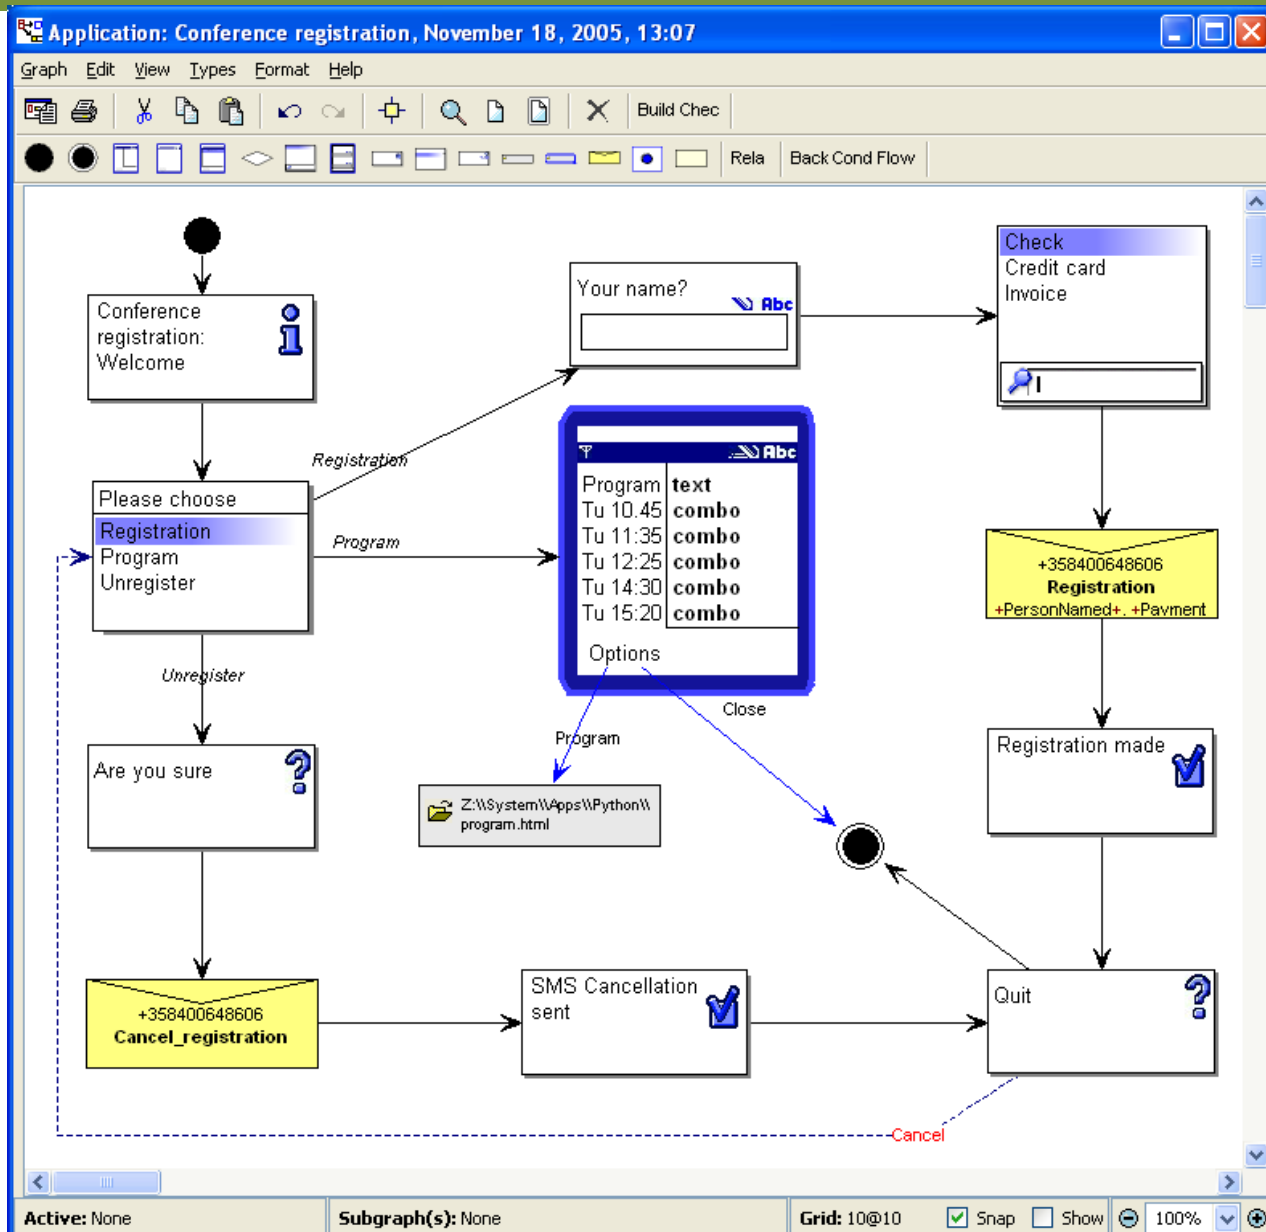 Application: Conference registration, November 18, 2005, 13:07
Graph Edit View Types Format Help
Build Chec
Rela Back Cond Flow
Conference
registration:
Welcome
Your name?
Abc
Check
Credit card
Invoice
Registration
Please choose
Registration
Program
Unregister
Program
Abc
Program text
Tu 10.45 combo
Tu 11:35 combo
Tu 12:25 combo
Tu 14:30 combo
Tu 15:20 combo
Options
+358400648606
Registration
+PersonNamed+. +Payment
Unregister
Close
Program
Are you sure
Z:\\System\\Apps\\Python\\
program.html
Registration made
+358400648606
Cancel_registration
SMS Cancellation
sent
Quit
Cancel
Active: None Subgraph(s): None Grid: 10@10 Snap Show 100%